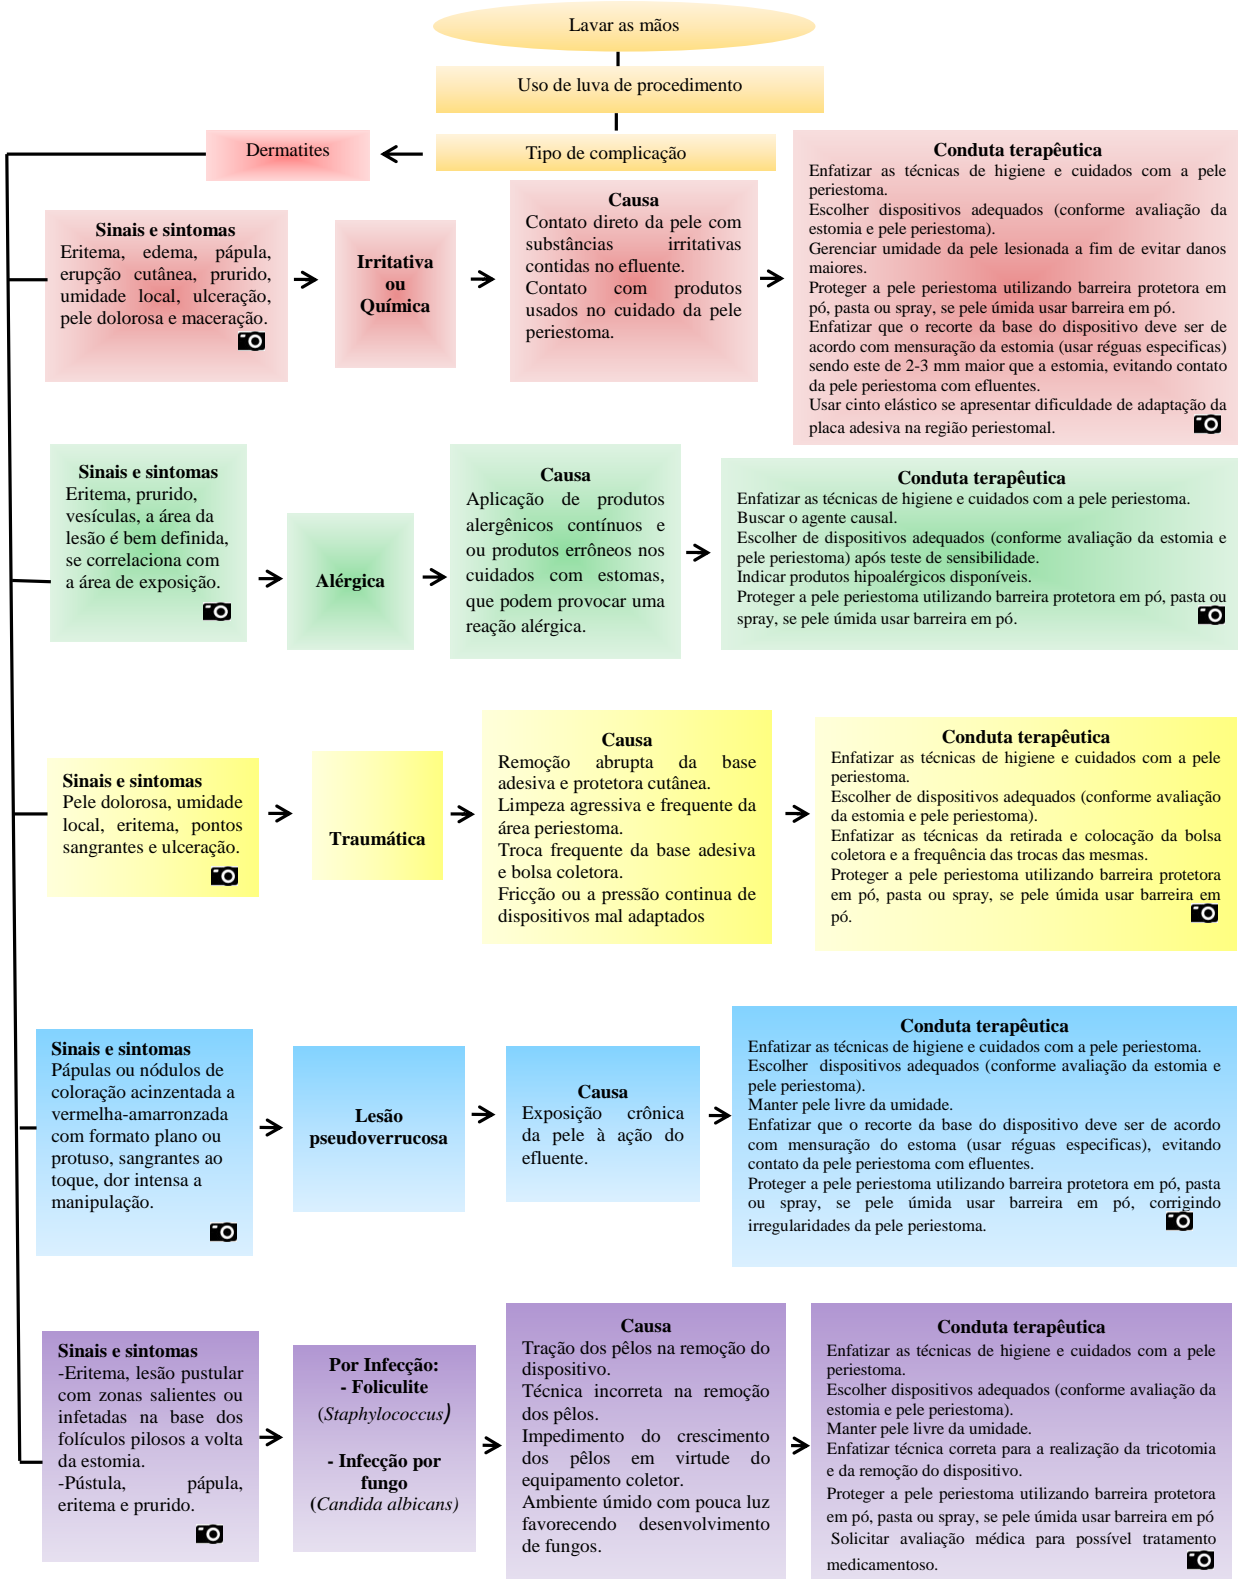 Lavar as mãos
Uso de luva de procedimento
Tipo de complicação
Dermatites
Sinais e sintomas
Eritema, edema, pápula,
erupção cutânea, prurido,
umidade local, ulceração,
pele dolorosa e maceração.
Irritativa
ou
Química
Causa
Contato direto da pele com
substâncias irritativas
contidas no efluente.
Contato com produtos
usados no cuidado da pele
periestoma.
Conduta terapêutica
Enfatizar as técnicas de higiene e cuidados com a pele
periestoma.
Escolher dispositivos adequados (conforme avaliação da
estomia e pele periestoma).
Gerenciar umidade da pele lesionada a fim de evitar danos
maiores.
Proteger a pele periestoma utilizando barreira protetora em
pó, pasta ou spray, se pele úmida usar barreira em pó.
Enfatizar que o recorte da base do dispositivo deve ser de
acordo com mensuração da estomia (usar réguas especificas)
sendo este de 2-3 mm maior que a estomia, evitando contato
da pele periestoma com efluentes.
Usar cinto elástico se apresentar dificuldade de adaptação da
placa adesiva na região periestomal.
Sinais e sintomas
Eritema, prurido,
vesículas, a área da
lesão é bem definida,
se correlaciona com
a área de exposição.
Alérgica
Causa
Aplicação de produtos
alergênicos contínuos e
ou produtos errôneos nos
cuidados com estomas,
que podem provocar uma
reação alérgica.
Conduta terapêutica
Enfatizar as técnicas de higiene e cuidados com a pele periestoma.
Buscar o agente causal.
Escolher de dispositivos adequados (conforme avaliação da estomia e
pele periestoma) após teste de sensibilidade.
Indicar produtos hipoalérgicos disponíveis.
Proteger a pele periestoma utilizando barreira protetora em pó, pasta ou
spray, se pele úmida usar barreira em pó.
Sinais e sintomas
Pele dolorosa, umidade
local, eritema, pontos
sangrantes e ulceração.
Traumática
Causa
Remoção abrupta da base
adesiva e protetora cutânea.
Limpeza agressiva e frequente da
área periestoma.
Troca frequente da base adesiva
e bolsa coletora.
Fricção ou a pressão continua de
dispositivos mal adaptados
Conduta terapêutica
Enfatizar as técnicas de higiene e cuidados com a pele
periestoma.
Escolher de dispositivos adequados (conforme avaliação
da estomia e pele periestoma).
Enfatizar as técnicas da retirada e colocação da bolsa
coletora e a frequência das trocas das mesmas.
Proteger a pele periestoma utilizando barreira protetora
em pó, pasta ou spray, se pele úmida usar barreira em
pó.
Sinais e sintomas
Pápulas ou nódulos de
coloração acinzentada a
vermelha-amarronzada
com formato plano ou
protuso, sangrantes ao
toque, dor intensa a
manipulação.
Lesão
pseudoverrucosa
Causa
Exposição crônica
da pele à ação do
efluente.
Conduta terapêutica
Enfatizar as técnicas de higiene e cuidados com a pele periestoma.
Escolher dispositivos adequados (conforme avaliação da estomia e
pele periestoma).
Manter pele livre da umidade.
Enfatizar que o recorte da base do dispositivo deve ser de acordo
com mensuração do estoma (usar réguas especificas), evitando
contato da pele periestoma com efluentes.
Proteger a pele periestoma utilizando barreira protetora em pó, pasta
ou spray, se pele úmida usar barreira em pó, corrigindo
irregularidades da pele periestoma.
Sinais e sintomas
-Eritema, lesão pustular
com zonas salientes ou
infetadas na base dos
folículos pilosos a volta
da estomia.
-Pústula, pápula,
eritema e prurido.
Por Infecção:
- Foliculite
(Staphylococcus)
- Infecção por
fungo
(Candida albicans)
Causa
Tração dos pêlos na remoção do
dispositivo.
Técnica incorreta na remoção
dos pêlos.
Impedimento do crescimento
dos pêlos em virtude do
equipamento coletor.
Ambiente úmido com pouca luz
favorecendo desenvolvimento
de fungos.
Conduta terapêutica
Enfatizar as técnicas de higiene e cuidados com a pele
periestoma.
Escolher dispositivos adequados (conforme avaliação da
estomia e pele periestoma).
Manter pele livre da umidade.
Enfatizar técnica correta para a realização da tricotomia
e da remoção do dispositivo.
Proteger a pele periestoma utilizando barreira protetora
em pó, pasta ou spray, se pele úmida usar barreira em pó
Solicitar avaliação médica para possível tratamento
medicamentoso.